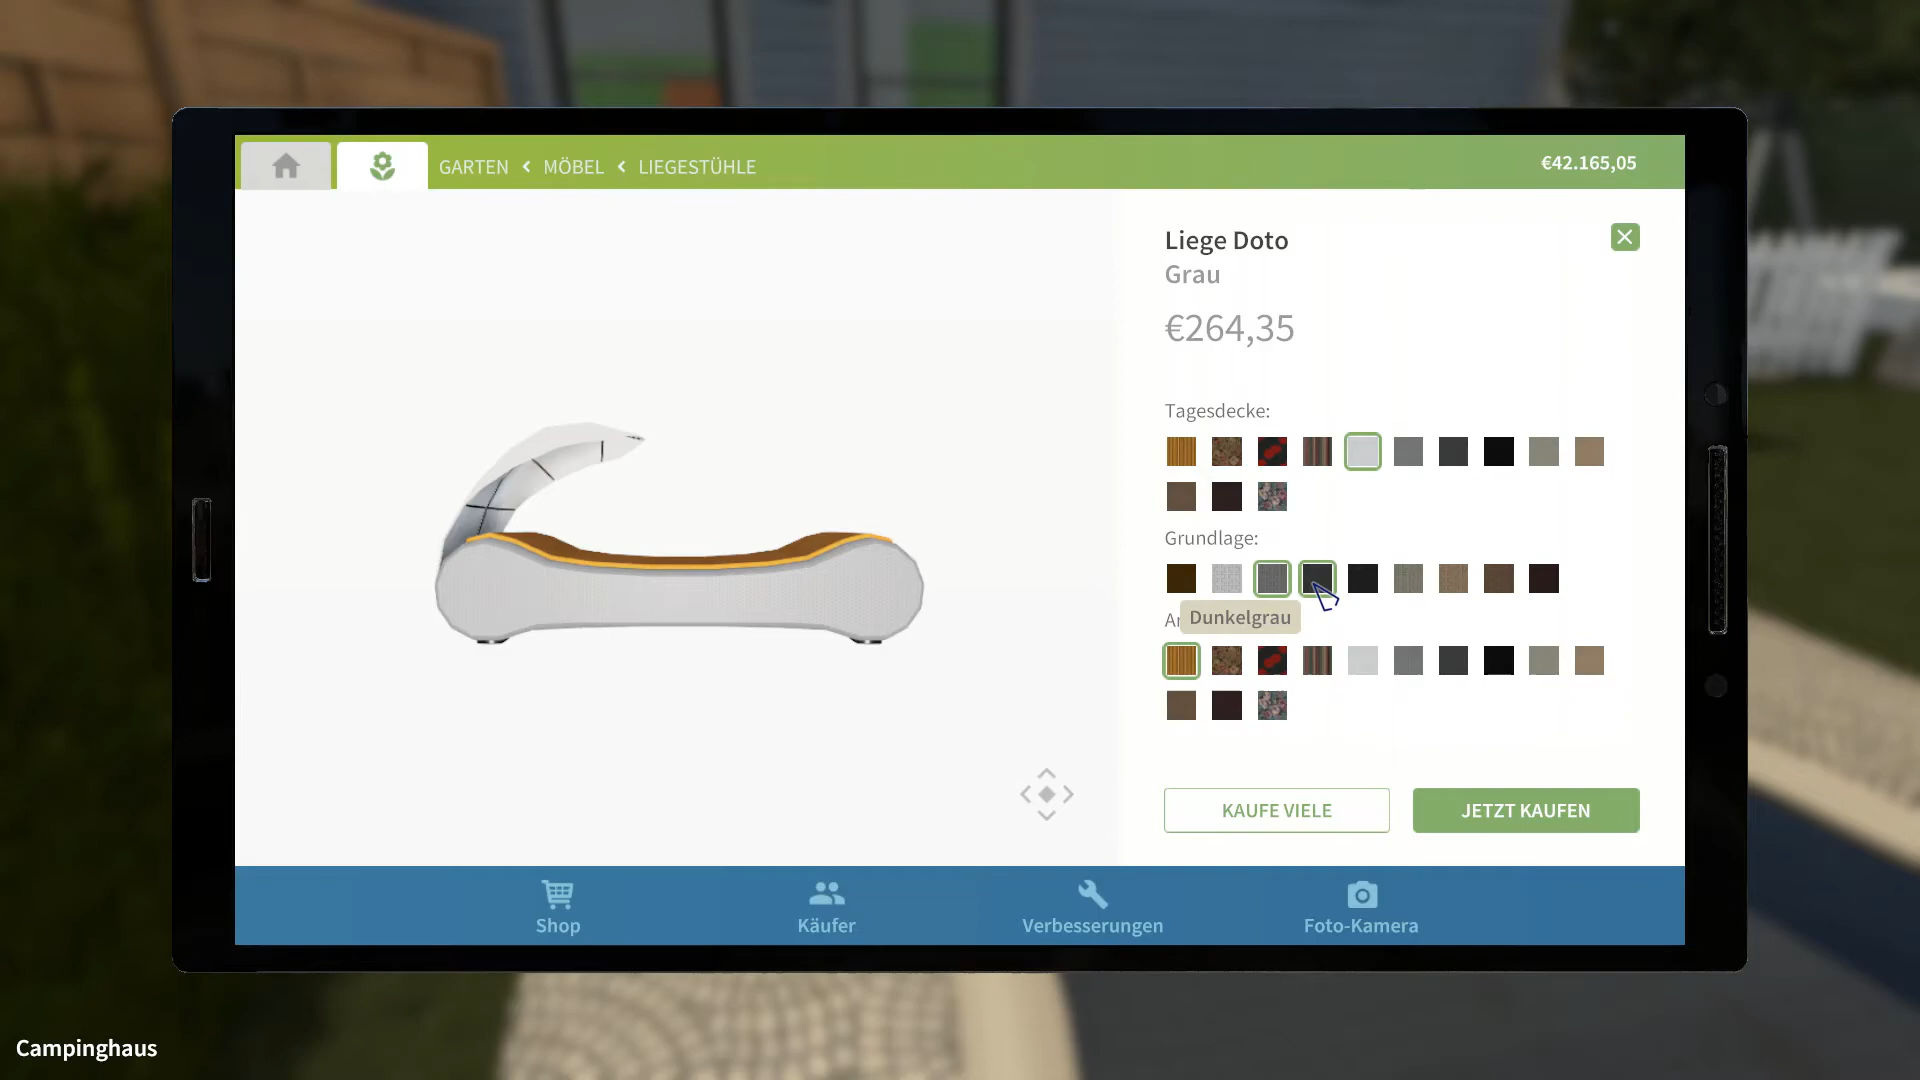 GARTEN < MÖBEL < LIEGESTÜHLE
€42.165,05
Liege Doto
Grau
€264,35
Tagesdecke:
Grundlage:
Dunkelgrau
KAUFE VIELE
JETZT KAUFEN
Shop
Käufer
Verbesserungen
Foto-Kamera
Campinghaus